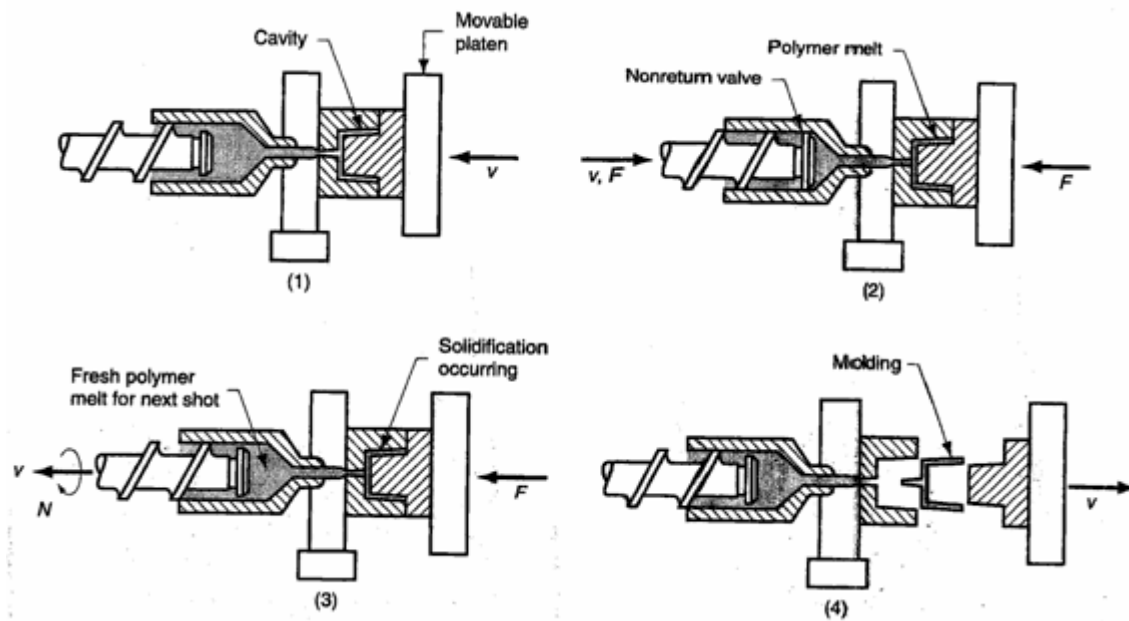 Movable
platen
Cavity
v
(1)
Polymer melt
Nonreturn valve
v, F
F
(2)
Solidification
occurring
Fresh polymer
melt for next shot
v
N
F
(3)
Molding
v
(4)